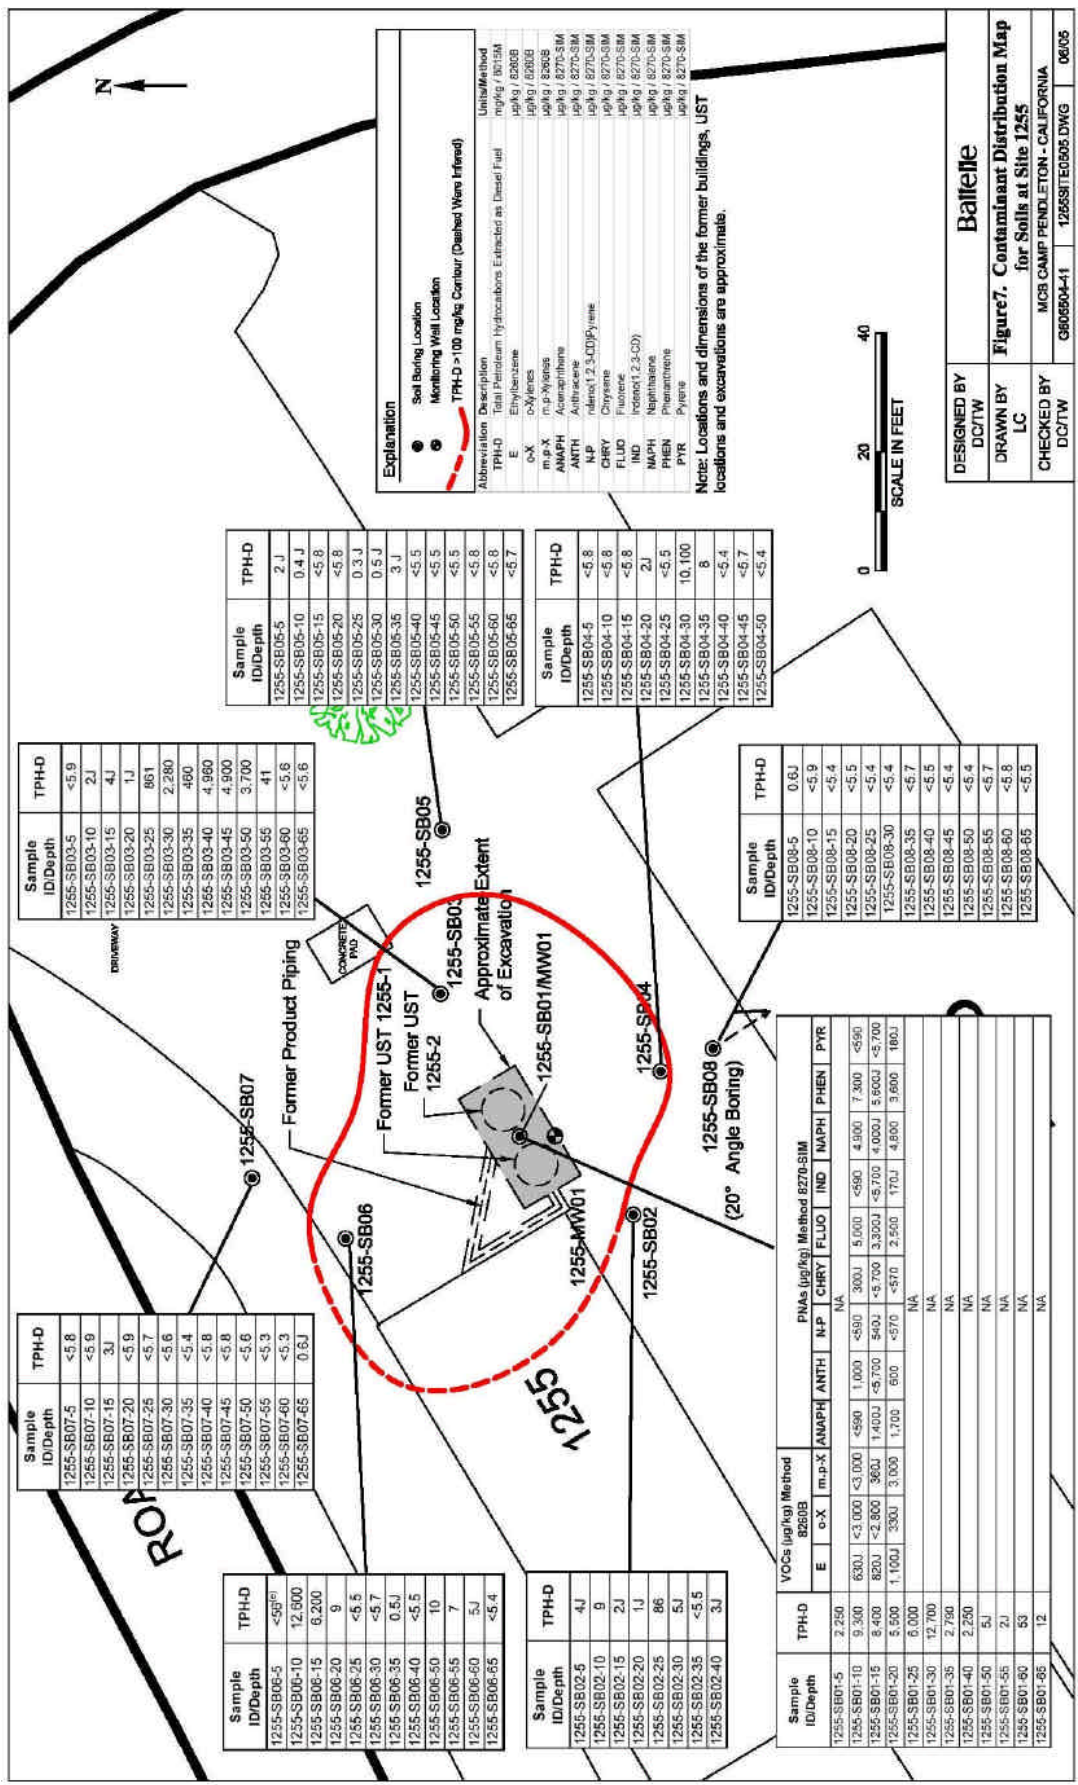 N
ROA
DRIVEWAY
1255
CONCRETE
PAD
Sample
ID/Depth TPH-D
1255-SB07-5 <5.8
1255-SB07-10 <5.9
1255-SB07-15 3J
1255-SB07-20 <5.9
1255-SB07-25 <5.7
1255-SB07-30 <5.6
1255-SB07-35 <5.4
1255-SB07-40 <5.8
1255-SB07-45 <5.8
1255-SB07-50 <5.6
1255-SB07-55 <5.3
1255-SB07-60 <5.3
1255-SB07-65 0.6J
Sample
ID/Depth TPH-D
1255-SB03-5 <5.9
1255-SB03-10 2J
1255-SB03-15 4J
1255-SB03-20 1J
1255-SB03-25 861
1255-SB03-30 2,280
1255-SB03-35 460
1255-SB03-40 4,960
1255-SB03-45 4,900
1255-SB03-50 3,700
1255-SB03-55 41
1255-SB03-60 <5.6
1255-SB03-65 <5.6
Sample
ID/Depth TPH-D
1255-SB05-5 2 J
1255-SB05-10 0.4 J
1255-SB05-15 <5.8
1255-SB05-20 <5.8
1255-SB05-25 0.3 J
1255-SB05-30 0.5 J
1255-SB05-35 3 J
1255-SB05-40 <5.5
1255-SB05-45 <5.5
1255-SB05-50 <5.5
1255-SB05-55 <5.8
1255-SB05-60 <5.8
1255-SB05-65 <5.7
Sample
ID/Depth TPH-D
1255-SB06-5
1255-SB06-10 12,600
1255-SB06-15 6,200
1255-SB06-20 9
1255-SB06-25 <5.5
1255-SB06-30 <5.7
1255-SB06-35 0.5J
1255-SB06-40 <5.5
1255-SB06-50 10
1255-SB06-55 7
1255-SB06-60 5J
1255-SB06-65 <5.4
Sample
ID/Depth TPH-D
1255-SB02-5 4J
1255-SB02-10 9
1255-SB02-15 2J
1255-SB02-20 1J
1255-SB02-25 86
1255-SB02-30 5J
1255-SB02-35 <5.5
1255-SB02-40 3J
Sample
ID/Depth TPH-D
1255-SB04-5 <5.8
1255-SB04-10 <5.8
1255-SB04-15 <5.8
1255-SB04-20 2J
1255-SB04-25 <5.5
1255-SB04-30 10,100
1255-SB04-35 8
1255-SB04-40 <5.4
1255-SB04-45 <5.7
1255-SB04-50 <5.4
Sample
ID/Depth TPH-D
1255-SB08-5 0.6J
1255-SB08-10 <5.9
1255-SB08-15 <5.4
1255-SB08-20 <5.5
1255-SB08-25 <5.4
1255-SB08-30 <5.4
1255-SB08-35 <5.7
1255-SB08-40 <5.5
1255-SB08-45 <5.4
1255-SB08-50 <5.4
1255-SB08-55 <5.7
1255-SB08-60 <5.8
1255-SB08-65 <5.5
1255-SB07
1255-SB06
1255-SB05
1255-SB03
Former Product Piping
Former UST 1255-1
Former UST
1255-2
Approximate Extent
of Excavation
1255-SB01/MW01
1255-MW01
1255-SB02
1255-SB04
1255-SB08
(20° Angle Boring)
Sample
ID/Depth TPH-D VOCs (µg/kg) Method
8260B PNAs (µg/kg) Method 8270-SIM
E o-X m.p-X ANAPH ANTH N-P CHRY FLUO IND NAPH PHEN PYR
1255-SB01-5 2,250 NA
1255-SB01-10 9,300 630J <3,000 <3,000 <590 1,000 <590 300J 5,000 <590 4,900 7,300 <590
1255-SB01-15 8,400 820J <2,800 360J 1,400J <5,700 540J <5,700 3,300J <5,700 4,000J 5,600J <5,700
1255-SB01-20 5,500 1,100J 330J 3,000 1,700 600 <570 <570 2,500 170J 4,800 3,600 180J
1255-SB01-25 6,000 NA
1255-SB01-30 12,700 NA
1255-SB01-35 2,790 NA
1255-SB01-40 2,250 NA
1255-SB01-50 5J NA
1255-SB01-55 2J NA
1255-SB01-60 53 NA
1255-SB01-65 12 NA
Explanation
Soil Boring Location
Monitoring Well Location
TPH-D >100 mg/kg Contour (Dashed Were Infered)
Abbreviation Description Units/Method
TPH-D Total Petroleum Hydrocarbons Extracted as Diesel Fuel mg/kg / 8015M
E Ethylbenzene µg/kg / 8260B
o-X o-Xylenes µg/kg / 8260B
m.p-X m.p-Xylenes µg/kg / 8260B
ANAPH Acenaphthene µg/kg / 8270-SIM
ANTH Anthracene µg/kg / 8270-SIM
N-P ndeno(1,2,3-CD)Pyrene µg/kg / 8270-SIM
CHRY Chrysene µg/kg / 8270-SIM
FLUO Fluorene µg/kg / 8270-SIM
IND Indeno(1,2,3-CD) µg/kg / 8270-SIM
NAPH Naphthalene µg/kg / 8270-SIM
PHEN Phenanthrene µg/kg / 8270-SIM
PYR Pyrene µg/kg / 8270-SIM
Note: Locations and dimensions of the former buildings, UST
locations and excavations are approximate.
0 20 40
SCALE IN FEET
DESIGNED BY
DC/TW
DRAWN BY
LC
CHECKED BY
DC/TW
Battelle
Figure7. Contaminant Distribution Map
for Soils at Site 1255
MCB CAMP PENDLETON - CALIFORNIA
G605504-41 1255SITE0505.DWG 06/05